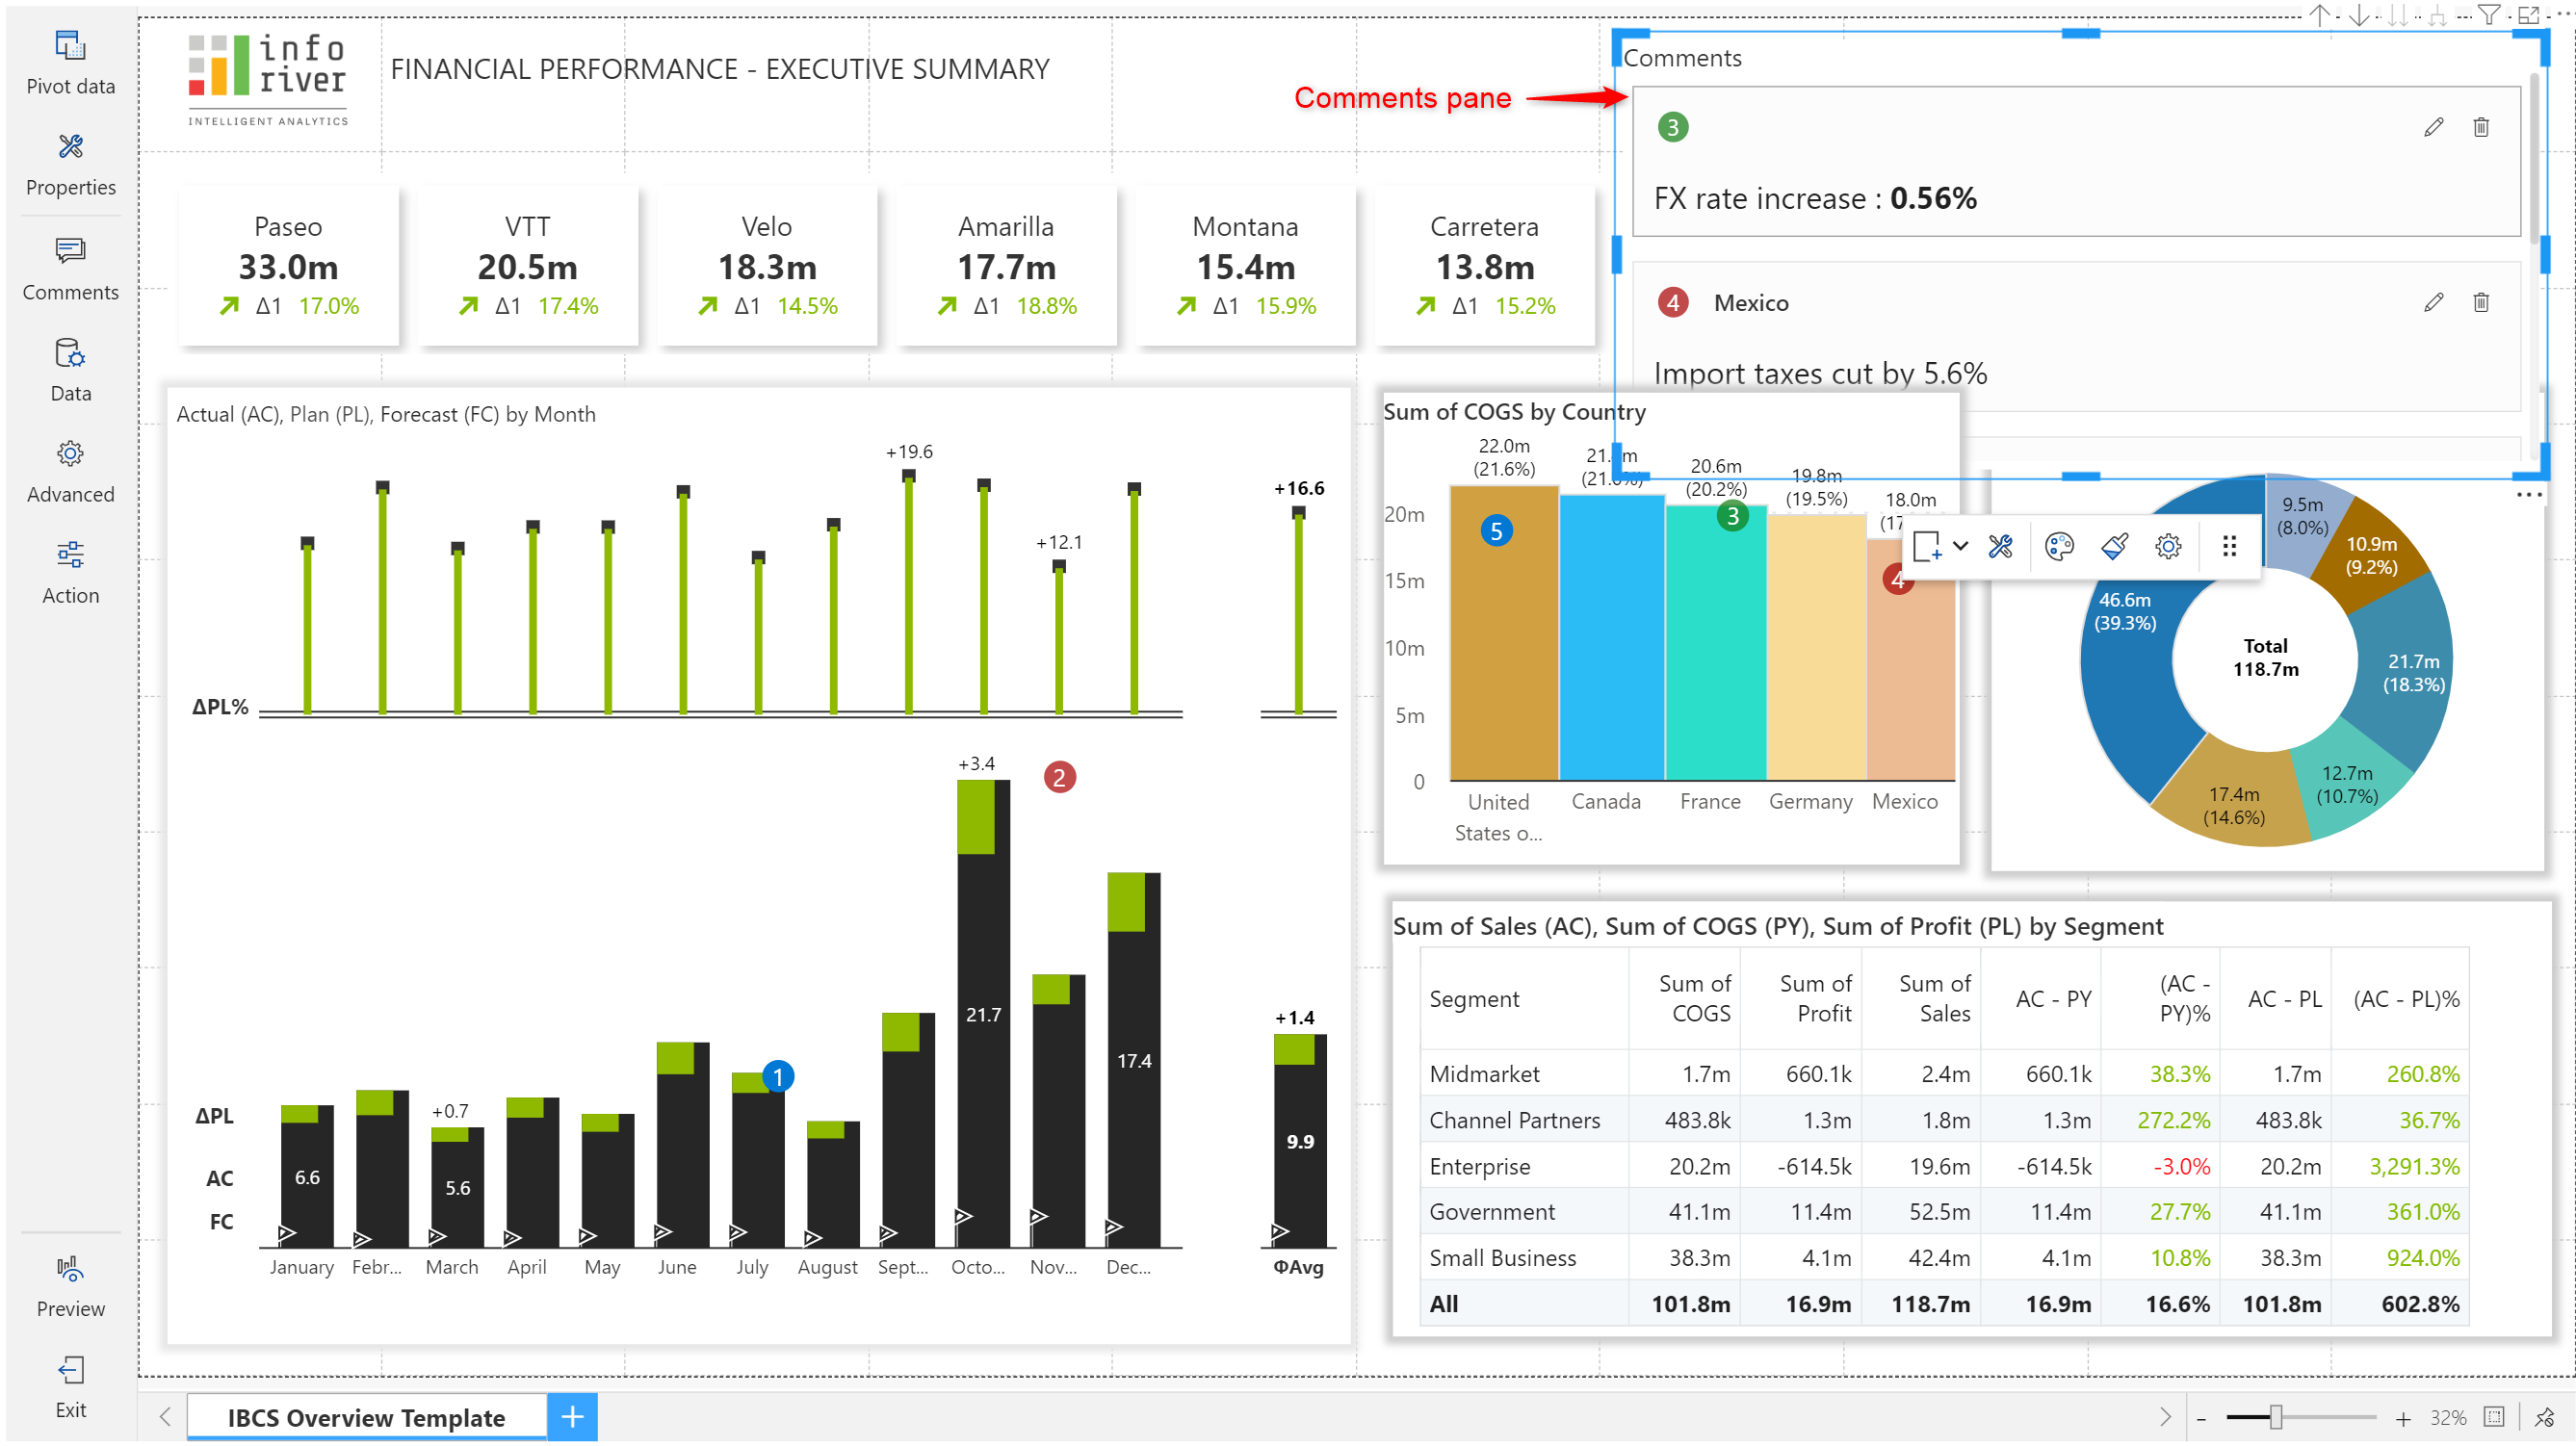 Pivot data
Properties
Comments
Data
Advanced
Action
Preview
Exit
info
river
INTELLIGENT ANALYTICS
FINANCIAL PERFORMANCE - EXECUTIVE SUMMARY
Comments pane
Comments
3
FX rate increase : 0.56%
4 Mexico
Import taxes cut by 5.6%
Paseo
33.0m
Δ1 17.0%
VTT
20.5m
Δ1 17.4%
Velo
18.3m
Δ1 14.5%
Amarilla
17.7m
Δ1 18.8%
Montana
15.4m
Δ1 15.9%
Carretera
13.8m
Δ1 15.2%
Actual (AC), Plan (PL), Forecast (FC) by Month
+19.6
+12.1
+16.6
ΔPL%
+3.4
2
21.7
17.4
+1.4
9.9
1
+0.7
ΔPL
AC
6.6
5.6
FC
January Febr... March April May June July August Sept... Octo... Nov... Dec... ΦAvg
Sum of COGS by Country
22.0m
(21.6%)
20.6m
(20.2%)
19.8m
(19.5%)
18.0m
20m
15m
10m
5m
0
5
3
4
United
States o...
Canada
France
Germany
Mexico
9.5m
(8.0%)
10.9m
(9.2%)
46.6m
(39.3%)
Total
118.7m
21.7m
(18.3%)
12.7m
(10.7%)
17.4m
(14.6%)
Sum of Sales (AC), Sum of COGS (PY), Sum of Profit (PL) by Segment
Segment Sum of COGS Sum of Profit Sum of Sales AC - PY (AC - PY)% AC - PL (AC - PL)%
Midmarket 1.7m 660.1k 2.4m 660.1k 38.3% 1.7m 260.8%
Channel Partners 483.8k 1.3m 1.8m 1.3m 272.2% 483.8k 36.7%
Enterprise 20.2m -614.5k 19.6m -614.5k -3.0% 20.2m 3,291.3%
Government 41.1m 11.4m 52.5m 11.4m 27.7% 41.1m 361.0%
Small Business 38.3m 4.1m 42.4m 4.1m 10.8% 38.3m 924.0%
All 101.8m 16.9m 118.7m 16.9m 16.6% 101.8m 602.8%
IBCS Overview Template
+
- + 32%